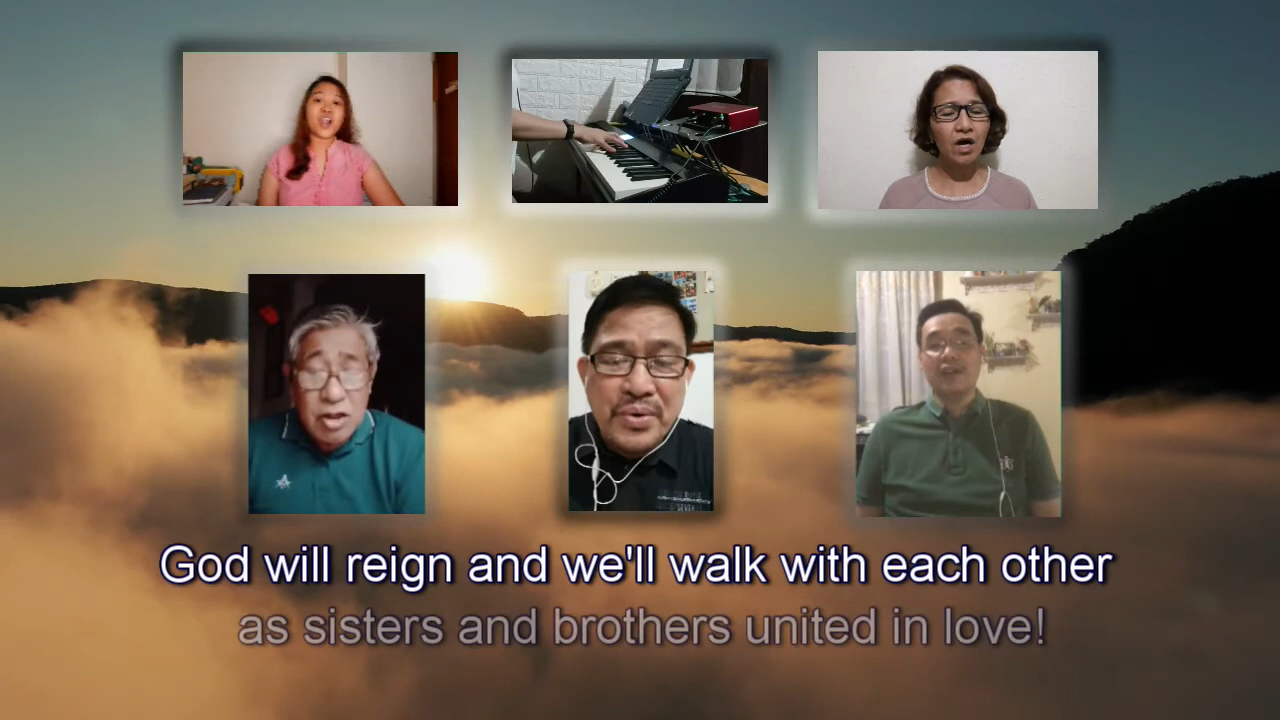 God will reign and we'll walk with each other
as sisters and brothers united in love!